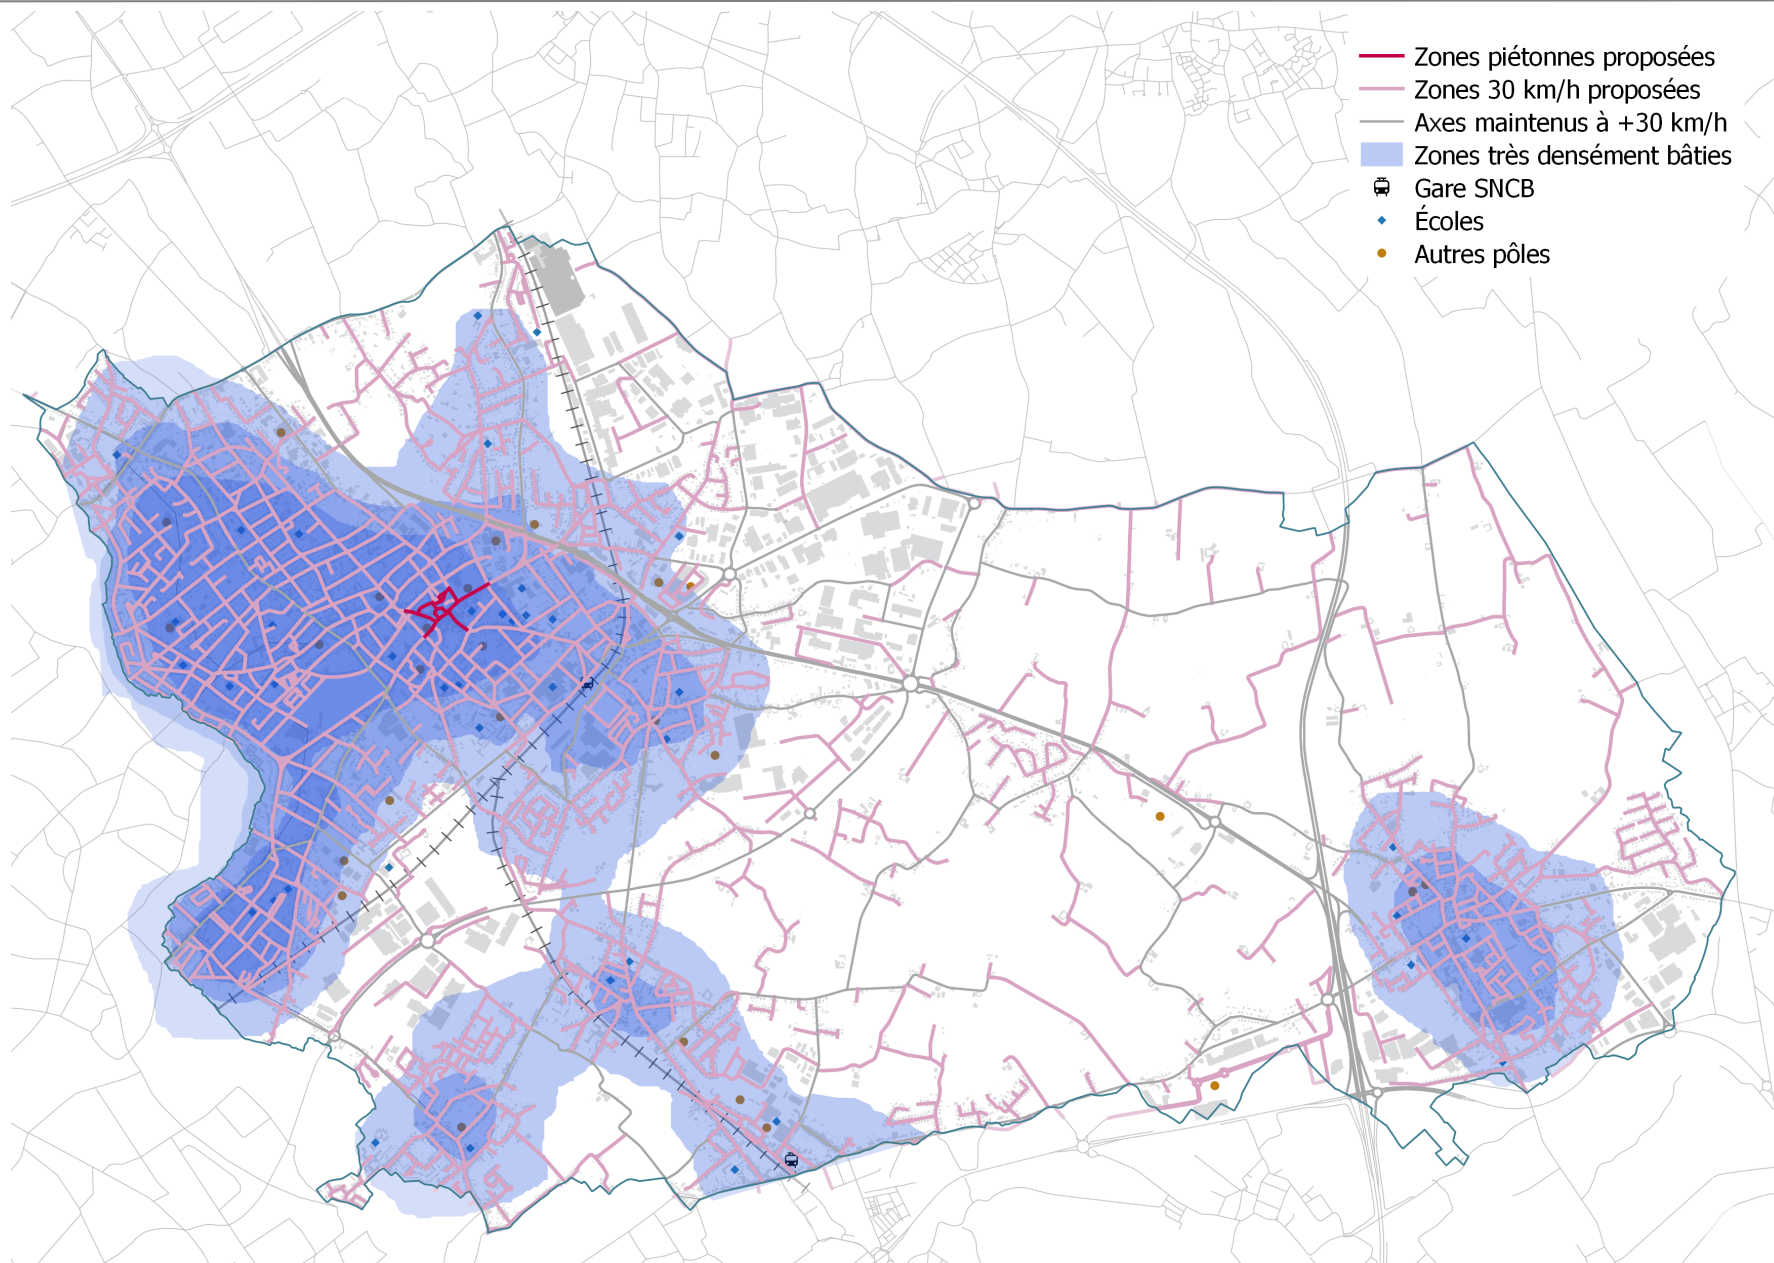 Zones piétonnes proposées
Zones 30 km/h proposées
Axes maintenus à +30 km/h
Zones très densément bâties
Gare SNCB
Écoles
Autres pôles